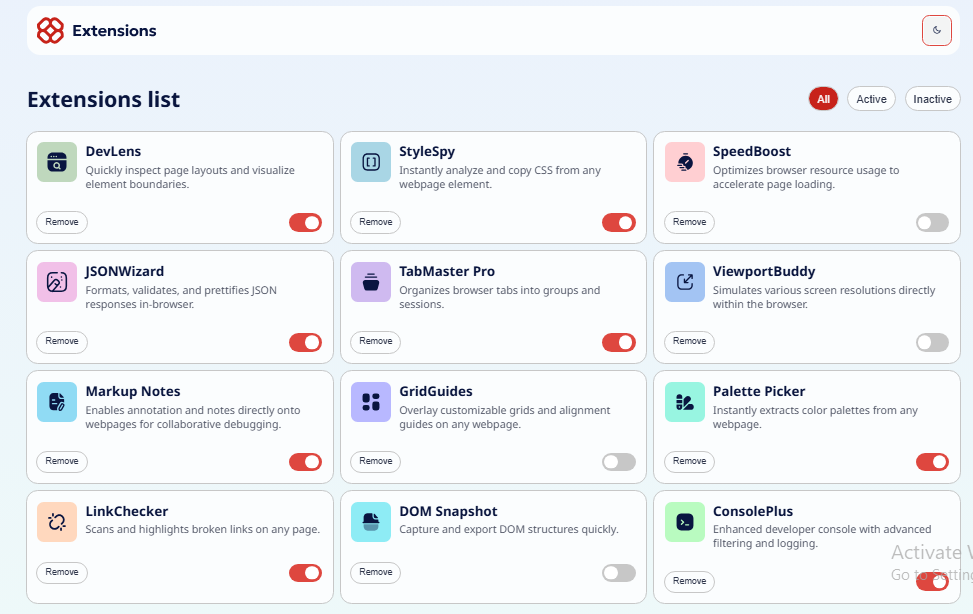 Extensions
Extensions list
All Active Inactive
DevLens
Quickly inspect page layouts and visualize
element boundaries.
Remove
StyleSpy
Instantly analyze and copy CSS from any
webpage element.
Remove
SpeedBoost
Optimizes browser resource usage to
accelerate page loading.
Remove
JSONWizard
Formats, validates, and prettifies JSON
responses in-browser.
Remove
TabMaster Pro
Organizes browser tabs into groups and
sessions.
Remove
ViewportBuddy
Simulates various screen resolutions directly
within the browser.
Remove
Markup Notes
Enables annotation and notes directly onto
webpages for collaborative debugging.
Remove
GridGuides
Overlay customizable grids and alignment
guides on any webpage.
Remove
Palette Picker
Instantly extracts color palettes from any
webpage.
Remove
LinkChecker
Scans and highlights broken links on any page.
Remove
DOM Snapshot
Capture and export DOM structures quickly.
Remove
ConsolePlus
Enhanced developer console with advanced
filtering and logging.
Remove
Activate
Go to